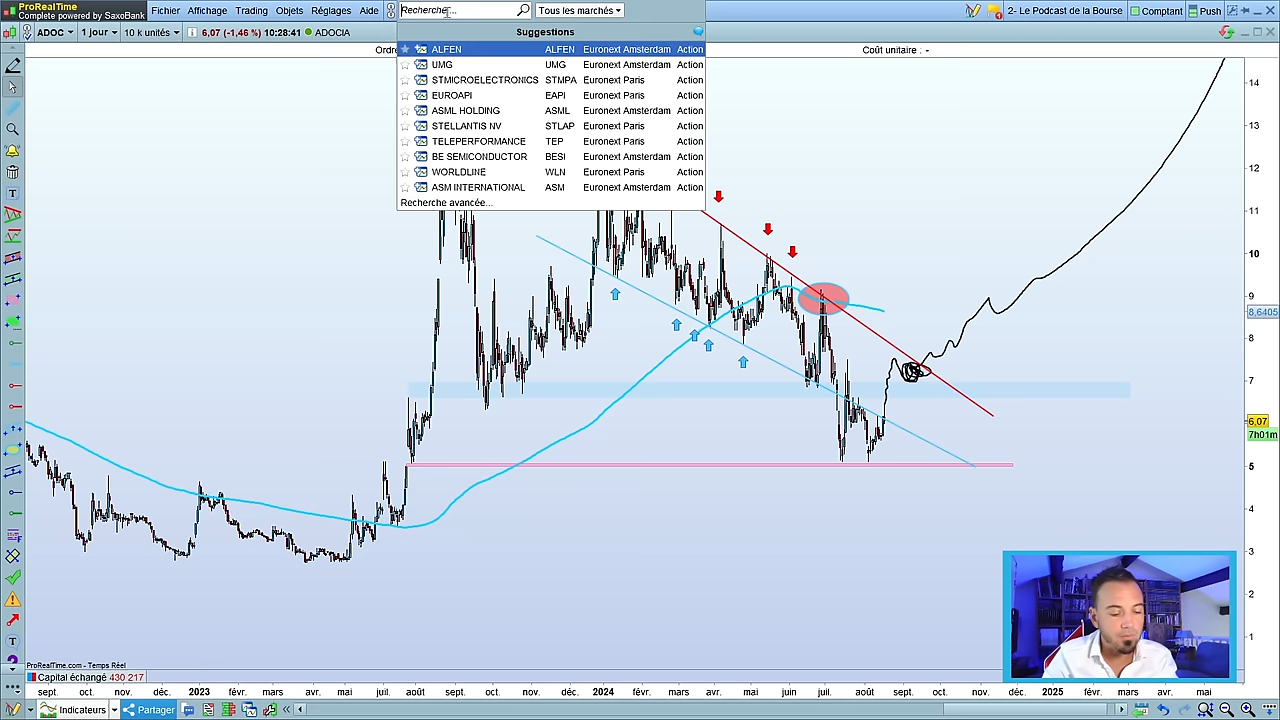 ProRealTime
Complete powered by SaxoBank
Fichier Affichage Trading Objets Réglages Aide
Recherche...
Tous les marchés
2- Le Podcast de la Bourse
Comptant
Push
ADOC 1 jour 10 k unités 6,07 (-1,46 %) 10:28:41 ADOCIA
Suggestions
Ordre
Coût unitaire : -
ALFEN ALFEN Euronext Amsterdam Action
UMG UMG Euronext Amsterdam Action
STMICROELECTRONICS STMPA Euronext Paris Action
EUROAPI EAPI Euronext Paris Action
ASML HOLDING ASML Euronext Amsterdam Action
STELLANTIS NV STLAP Euronext Paris Action
TELEPERFORMANCE TEP Euronext Paris Action
BE SEMICONDUCTOR BESI Euronext Amsterdam Action
WORLDLINE WLN Euronext Paris Action
ASM INTERNATIONAL ASM Euronext Amsterdam Action
Recherche avancée...
14
13
12
11
10
9
8,6405
8
7
6,07
7h01m
5
4
3
2
1
ProRealTime.com - Temps Réel
Capital échangé 430 217
sept. oct. nov. déc. 2023 févr. mars avr. mai juil. août sept. oct. nov. déc. 2024 févr. mars avr. mai juin juil. août sept. oct. nov. déc. 2025 févr. mars avr. mai
Indicateurs
Partager